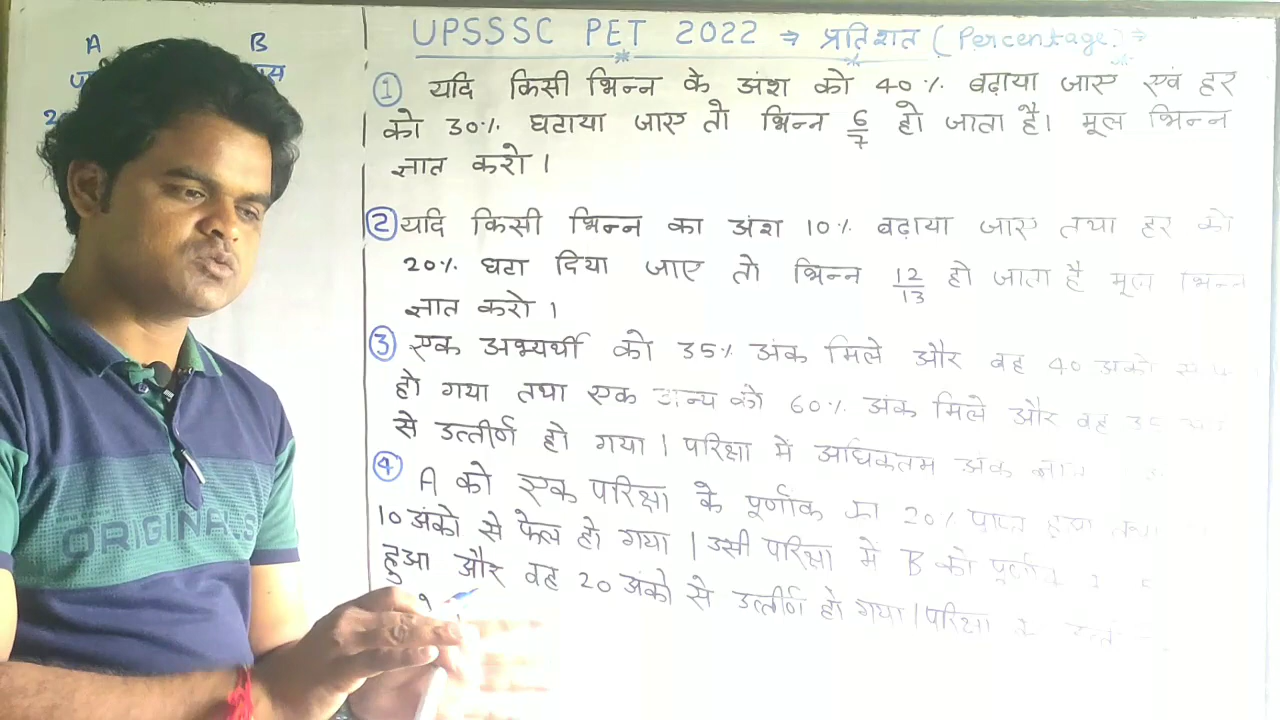 A
B
UPSSSC PET 2022 → प्रतिशत ( Percentage ) →
① यदि किसी भिन्न के अंश को 40% बढ़ाया जाए एवं हर
को 30% घटाया जाए तो भिन्न 6/7 हो जाता है। मूल भिन्न
ज्ञात करो ।
② यदि किसी भिन्न का अंश 10% बढ़ाया जाए तथा हर को
20% घटा दिया जाए तो भिन्न 12/13 हो जाता है मूल भिन्न
ज्ञात करो ।
③ एक अभ्यर्थी को 35% अंक मिले और वह 40 अंको से
हो गया तथा एक अन्य को 60% अंक मिले और वह 35
से उत्तीर्ण हो गया । परिक्षा में अधिकतम अंक
④ A को एक परिक्षा के पूर्णांक का 20% प्राप्त हुआ तथा
10 अंको से फेल हो गया । उसी परिक्षा में B को पूर्णांक
हुआ और वह 20 अंको से उत्तीर्ण हो गया । परिक्षा
ORIGINALS